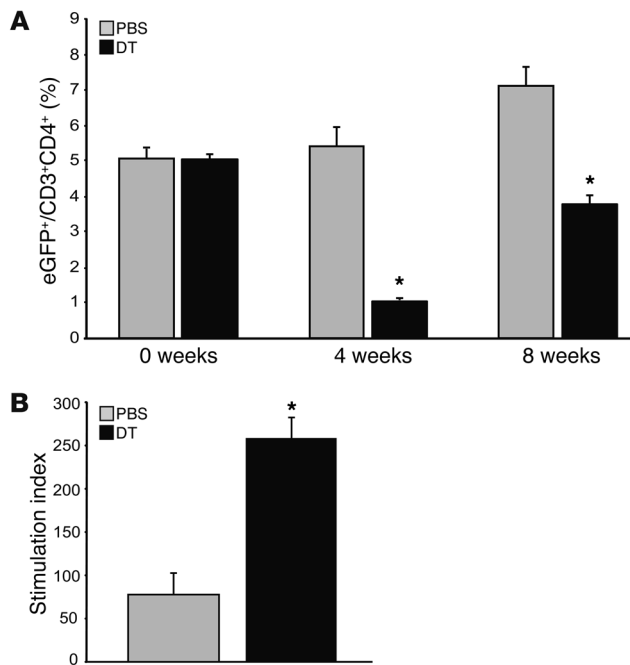 A
PBS
DT
eGFP⁺/CD3⁺CD4⁺ (%)
9
8
7
6
5
4
3
2
1
0
*
*
0 weeks 4 weeks 8 weeks
B
PBS
DT
Stimulation index
300
250
200
150
100
50
0
*